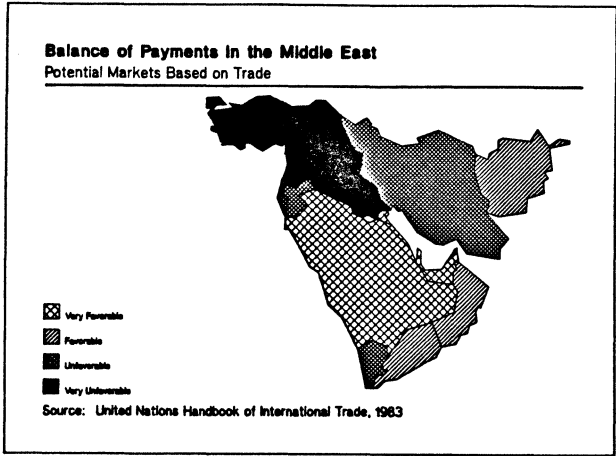 Balance of Payments in the Middle East
Potential Markets Based on Trade
Very Favorable
Favorable
Unfavorable
Very Unfavorable
Source: United Nations Handbook of International Trade, 1983